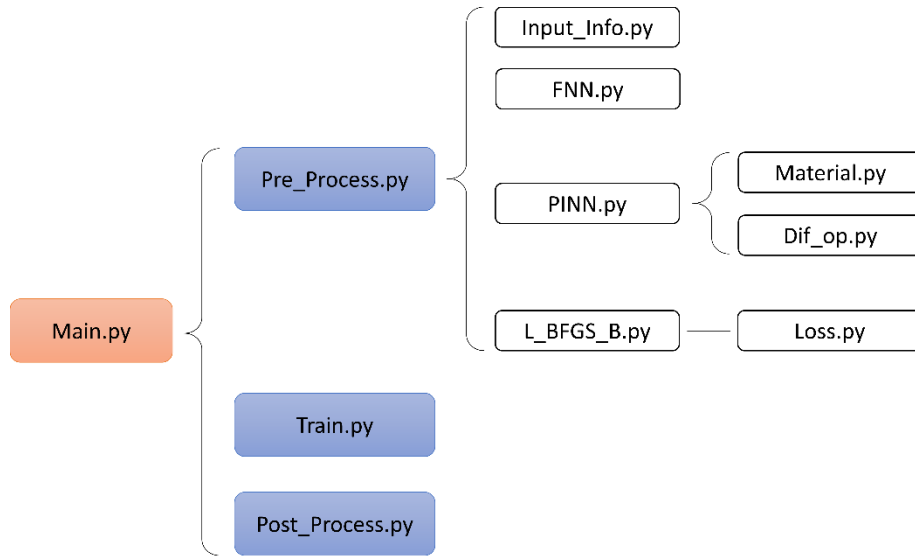 Input_Info.py
FNN.py
Pre_Process.py
Material.py
PINN.py
Dif_op.py
Main.py
L_BFGS_B.py
Loss.py
Train.py
Post_Process.py